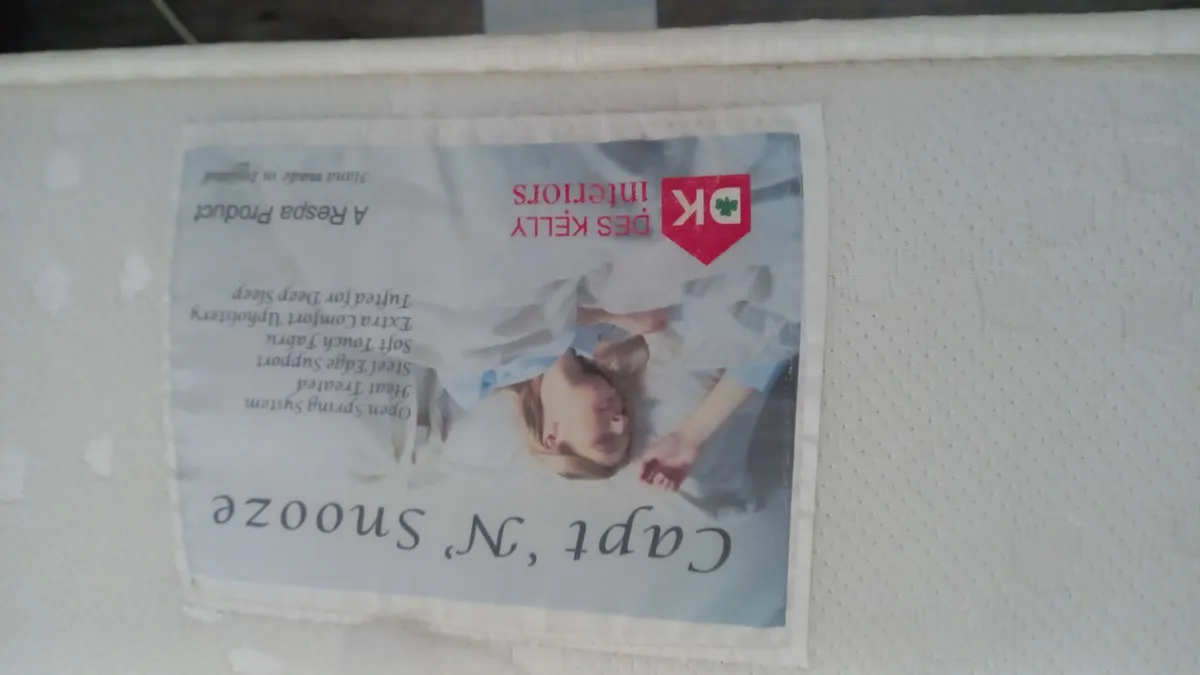 Capt 'N' Snooze
Open Spring System
Heat Treated
Steel Edge Support
Soft Touch Fabric
Extra Comfort Upholstery
Tufted for Deep Sleep
DK
DES KELLY
interiors
A Respa Product
Hand made in Ireland